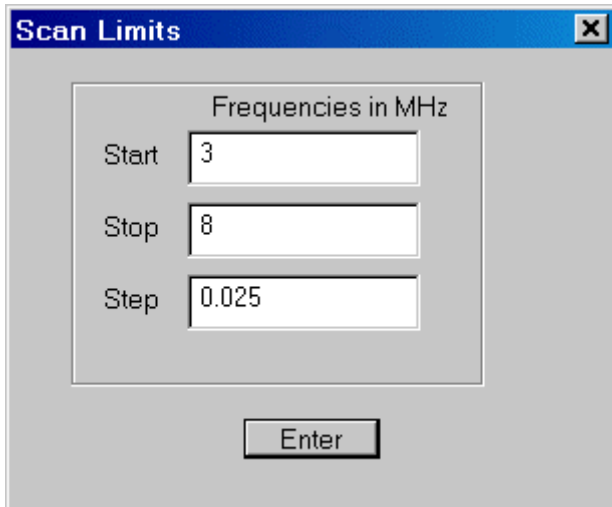 Scan Limits
Frequencies in MHz
Start 3
Stop 8
Step 0.025
Enter